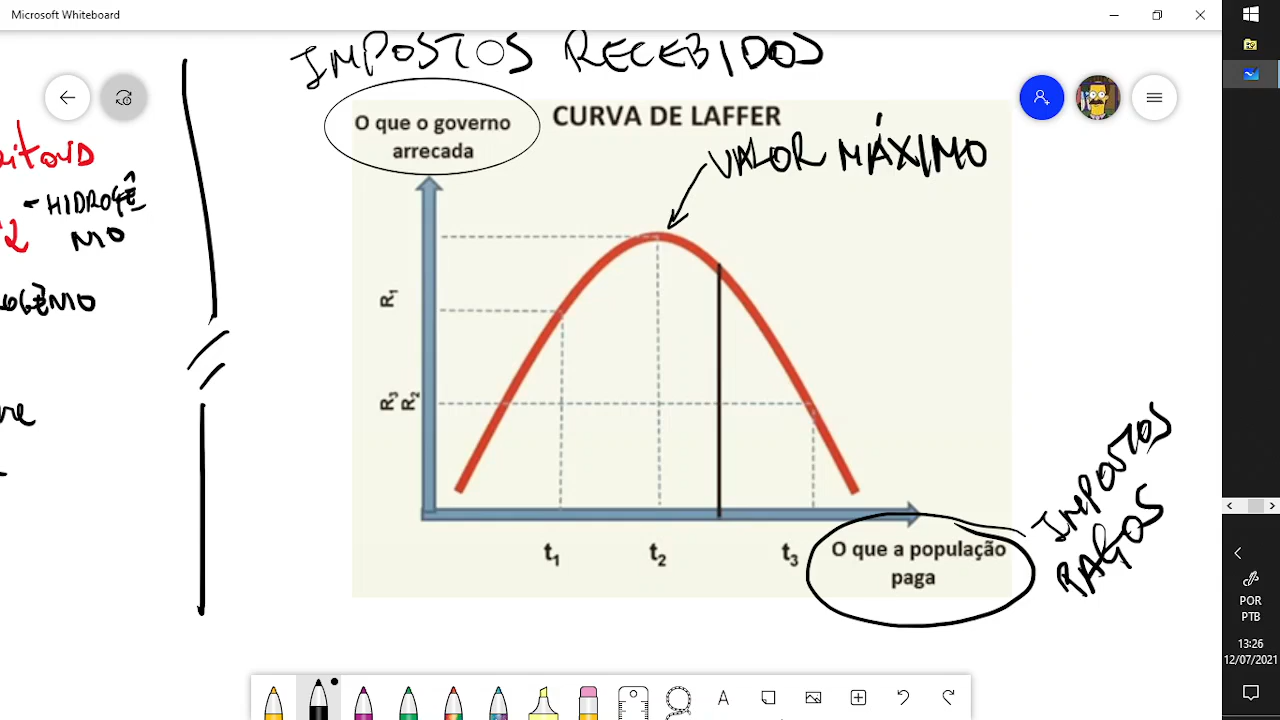 Microsoft Whiteboard
IMPOSTOS RECEBIDOS
O que o governo
arrecada
CURVA DE LAFFER
VALOR MÁXIMO
HIDROGÊ
NO
R₁
R₃
R₂
t₁
t₂
t₃
O que a população
paga
IMPOSTOS
PAGOS
A
POR
PTB
13:26
12/07/2021